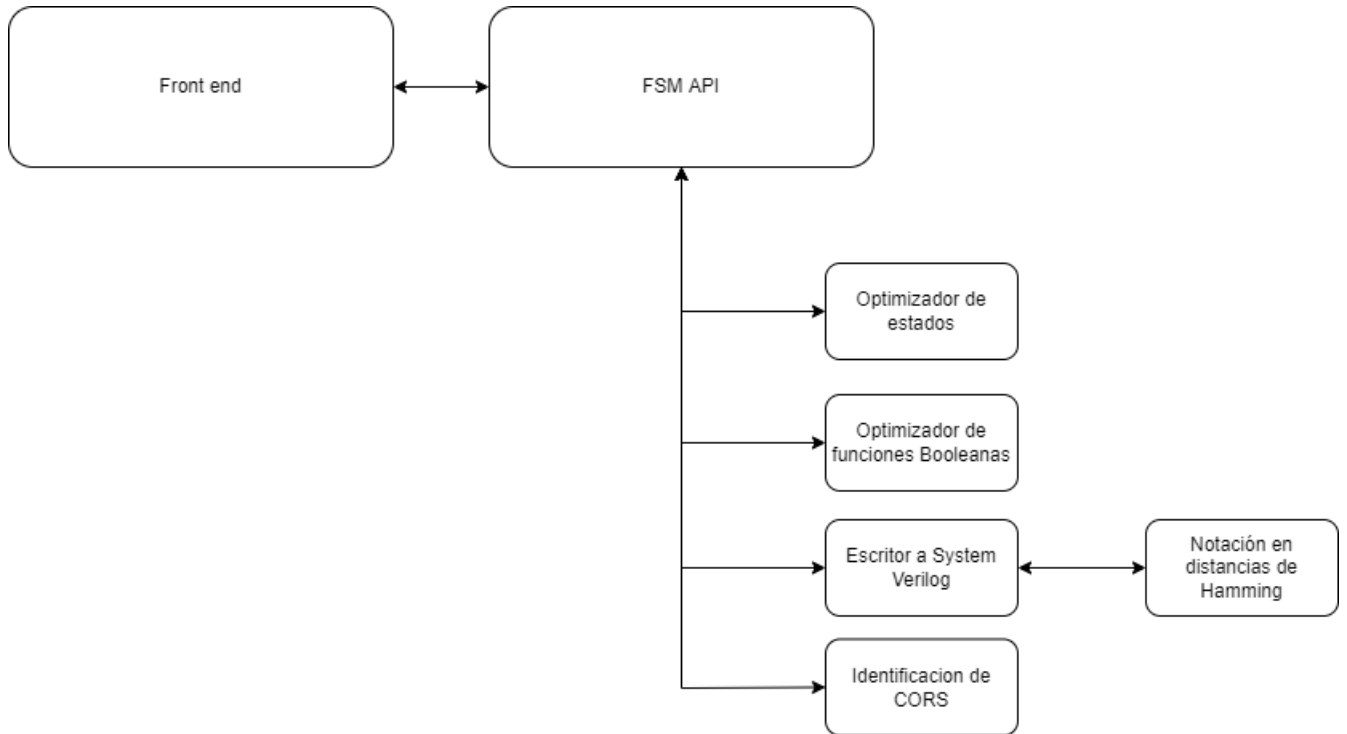 Front end
FSM API
Optimizador de
estados
Optimizador de
funciones Booleanas
Escritor a System
Verilog
Notación en
distancias de
Hamming
Identificacion de
CORS